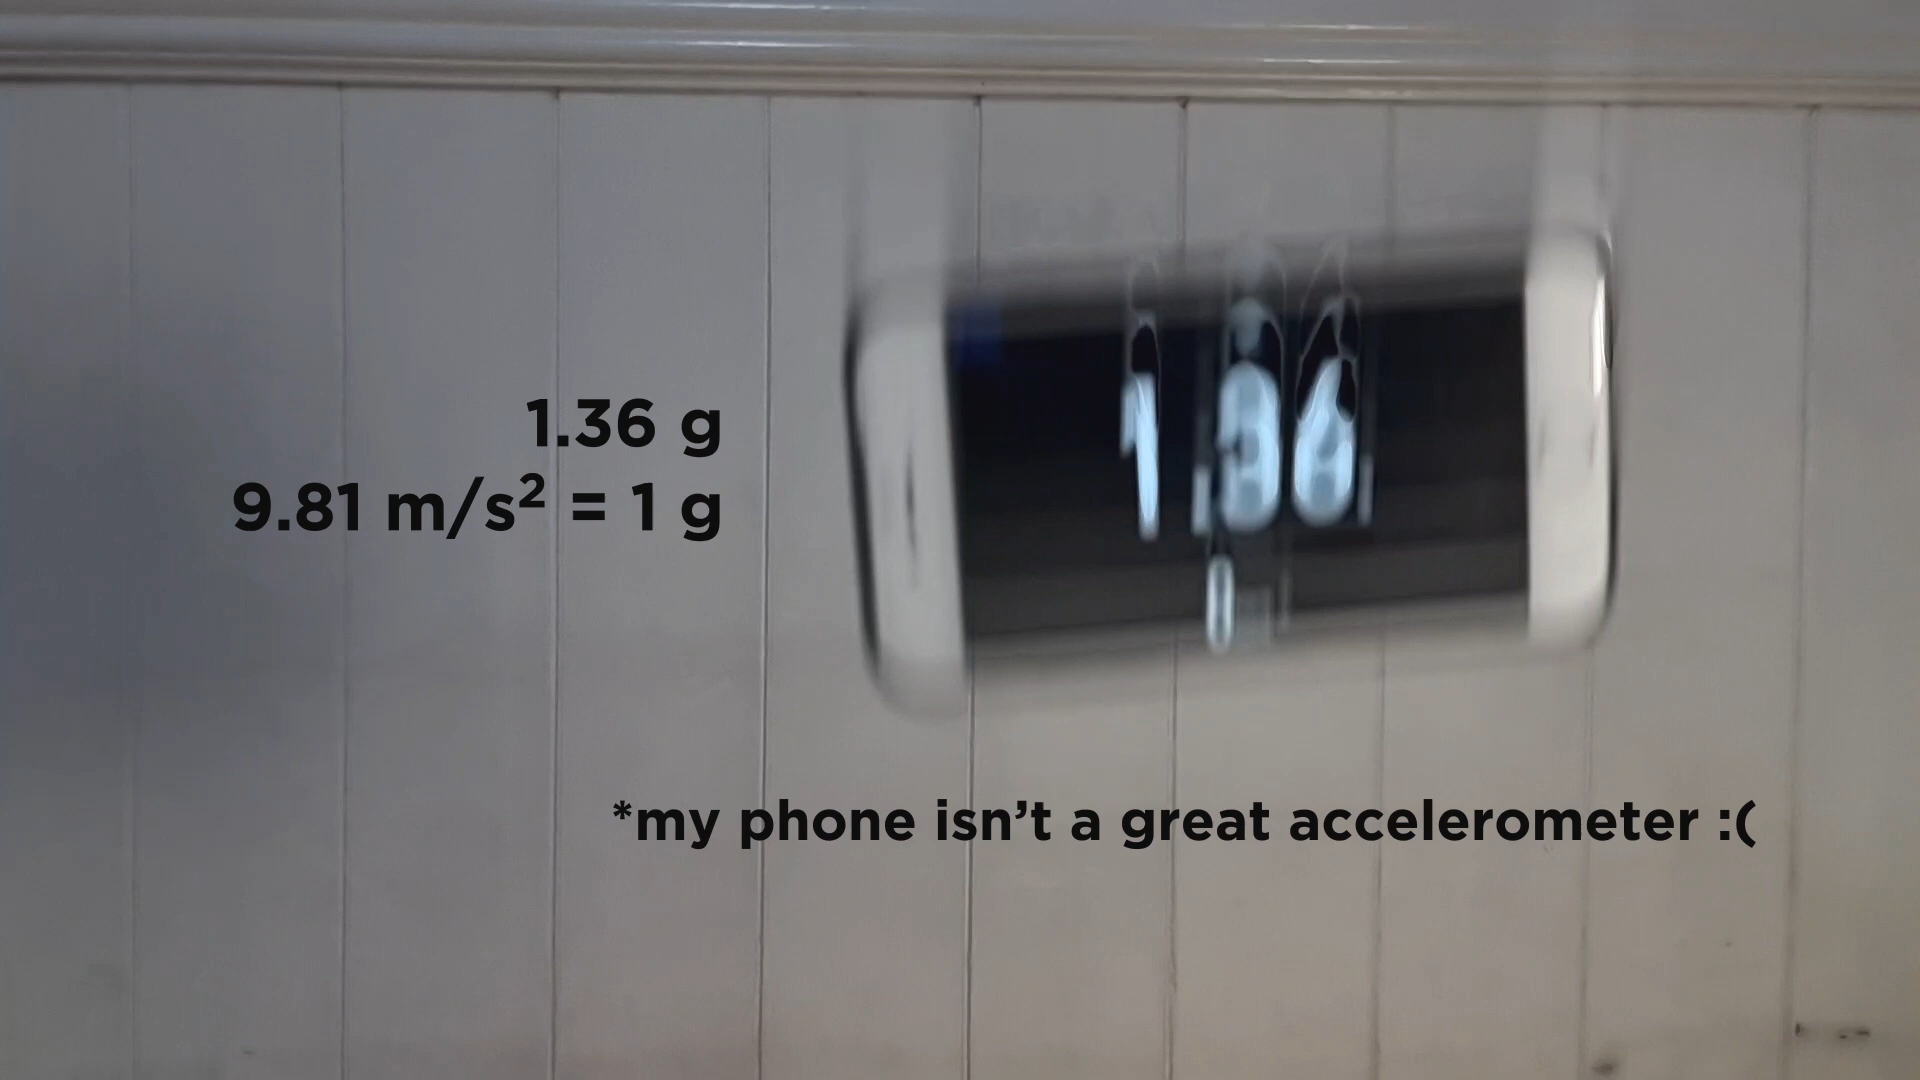 1.36 g
9.81 m/s² = 1 g
1 36
*my phone isn’t a great accelerometer :(